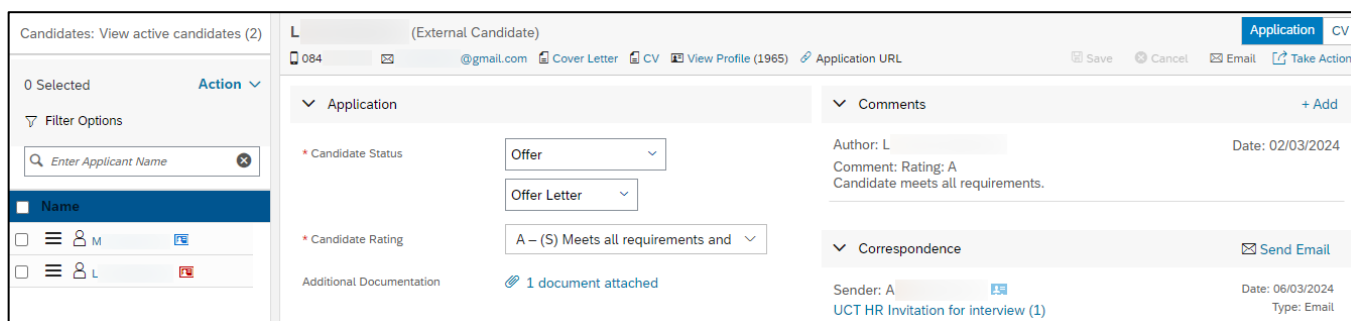 Candidates: View active candidates (2)
0 Selected Action
Filter Options
Enter Applicant Name
Name
M
L
L (External Candidate)
Application CV
084 @gmail.com Cover Letter CV View Profile (1965) Application URL
Save Cancel Email Take Action
Application
* Candidate Status Offer
Offer Letter
* Candidate Rating A – (S) Meets all requirements and
Additional Documentation 1 document attached
Comments + Add
Author: L Date: 02/03/2024
Comment: Rating: A
Candidate meets all requirements.
Correspondence Send Email
Sender: A Date: 06/03/2024
UCT HR Invitation for interview (1) Type: Email